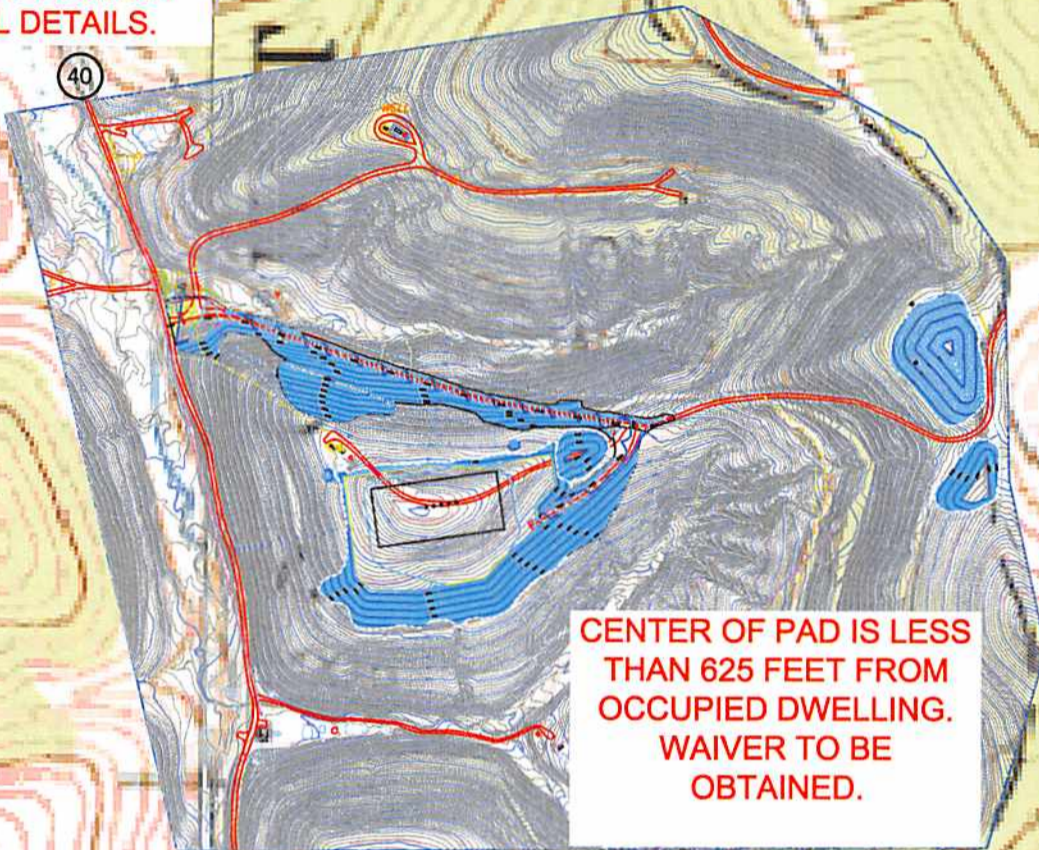 L DETAILS.
40
CENTER OF PAD IS LESS
THAN 625 FEET FROM
OCCUPIED DWELLING.
WAIVER TO BE
OBTAINED.